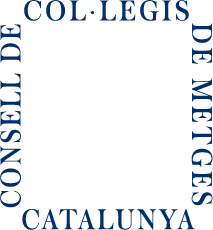 CONSELL DE
COL·LEGIS
DE METGES
CATALUNYA